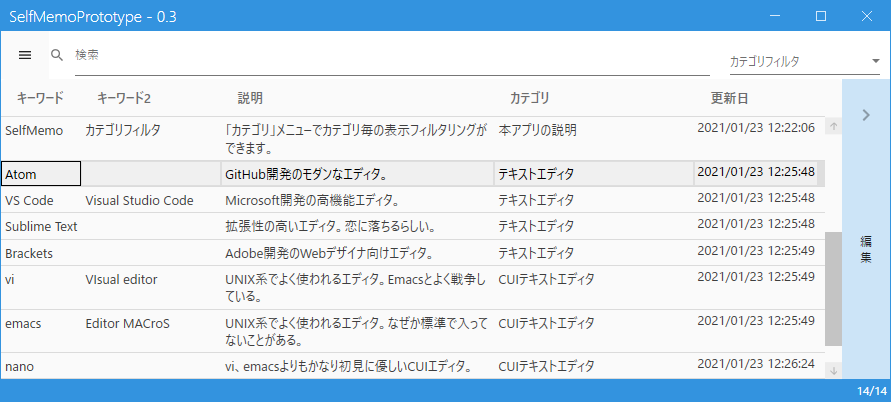 SelfMemoPrototype - 0.3
検索
カテゴリフィルタ
キーワード キーワード2 説明 カテゴリ 更新日
SelfMemo カテゴリフィルタ 「カテゴリ」メニューでカテゴリ毎の表示フィルタリングが 本アプリの説明 2021/01/23 12:22:06
できます。
Atom GitHub開発のモダンなエディタ。 テキストエディタ 2021/01/23 12:25:48
VS Code Visual Studio Code Microsoft開発の高機能エディタ。 テキストエディタ 2021/01/23 12:25:48
Sublime Text 拡張性の高いエディタ。恋に落ちるらしい。 テキストエディタ 2021/01/23 12:25:48
Brackets Adobe開発のWebデザイナ向けエディタ。 テキストエディタ 2021/01/23 12:25:49
vi VIsual editor UNIX系でよく使われるエディタ。Emacsとよく戦争し CUIテキストエディタ 2021/01/23 12:25:49
ている。
emacs Editor MACroS UNIX系でよく使われるエディタ。なぜか標準で入って CUIテキストエディタ 2021/01/23 12:25:49
ないことがある。
nano vi、emacsよりもかなり初見に優しいCUIエディタ。 CUIテキストエディタ 2021/01/23 12:26:24
編集
14/14